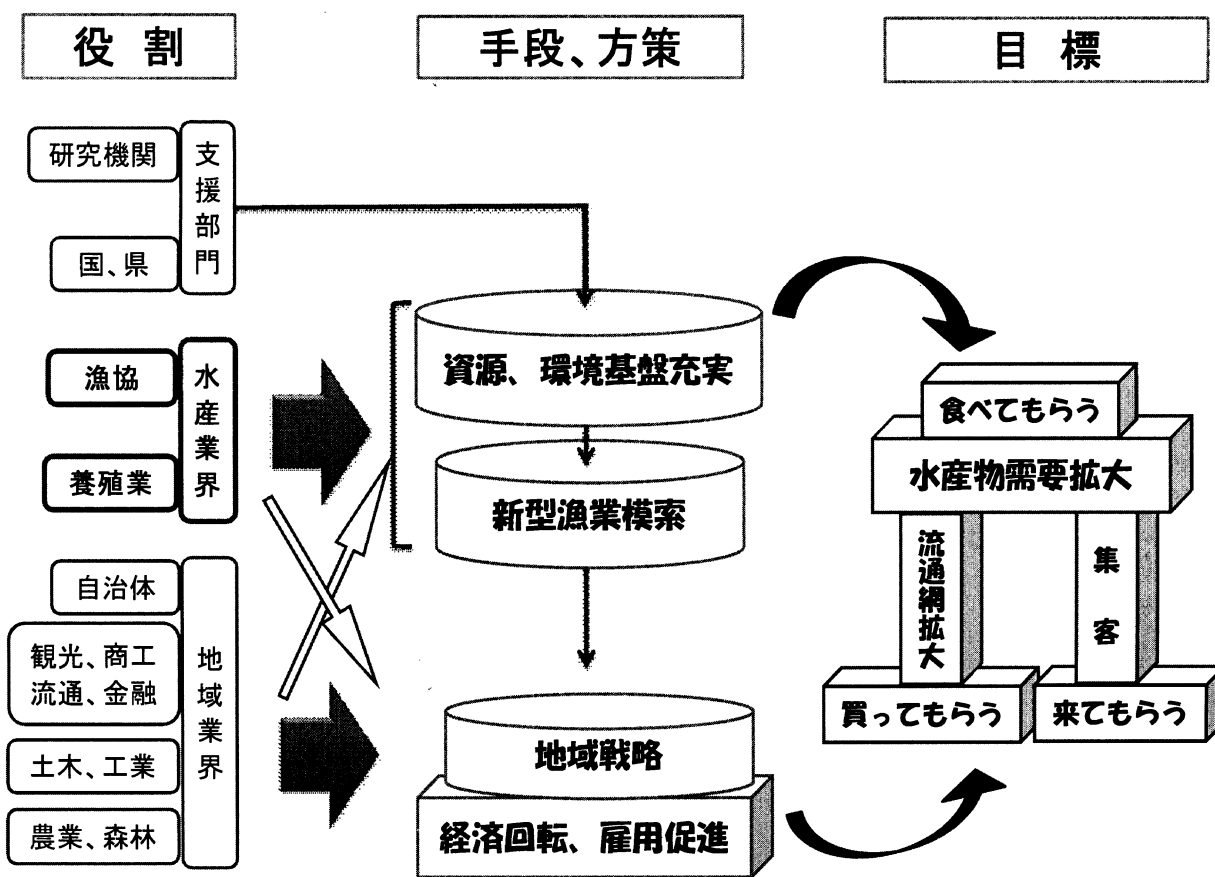 役 割
手段、方策
目 標
研究機関
国、県
支援部門
漁協
養殖業
水産業界
自治体
観光、商工
流通、金融
土木、工業
農業、森林
地域業界
資源、環境基盤充実
新型漁業模索
地域戦略
経済回転、雇用促進
食べてもらう
水産物需要拡大
流通網拡大
集客
買ってもらう
来てもらう